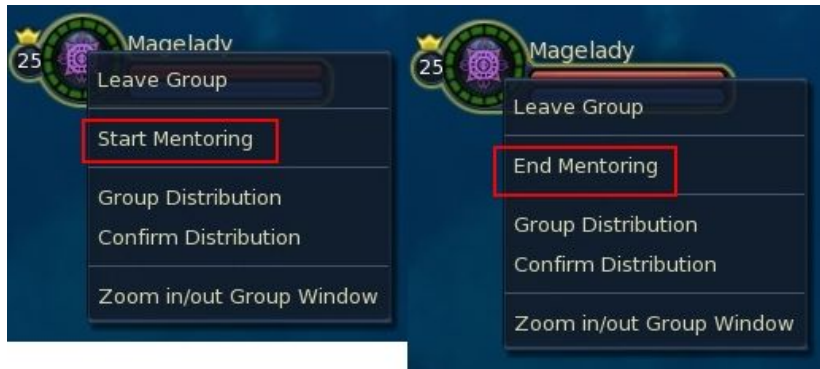 Magelady
25
Leave Group
Start Mentoring
Group Distribution
Confirm Distribution
Zoom in/out Group Window
Magelady
25
Leave Group
End Mentoring
Group Distribution
Confirm Distribution
Zoom in/out Group Window